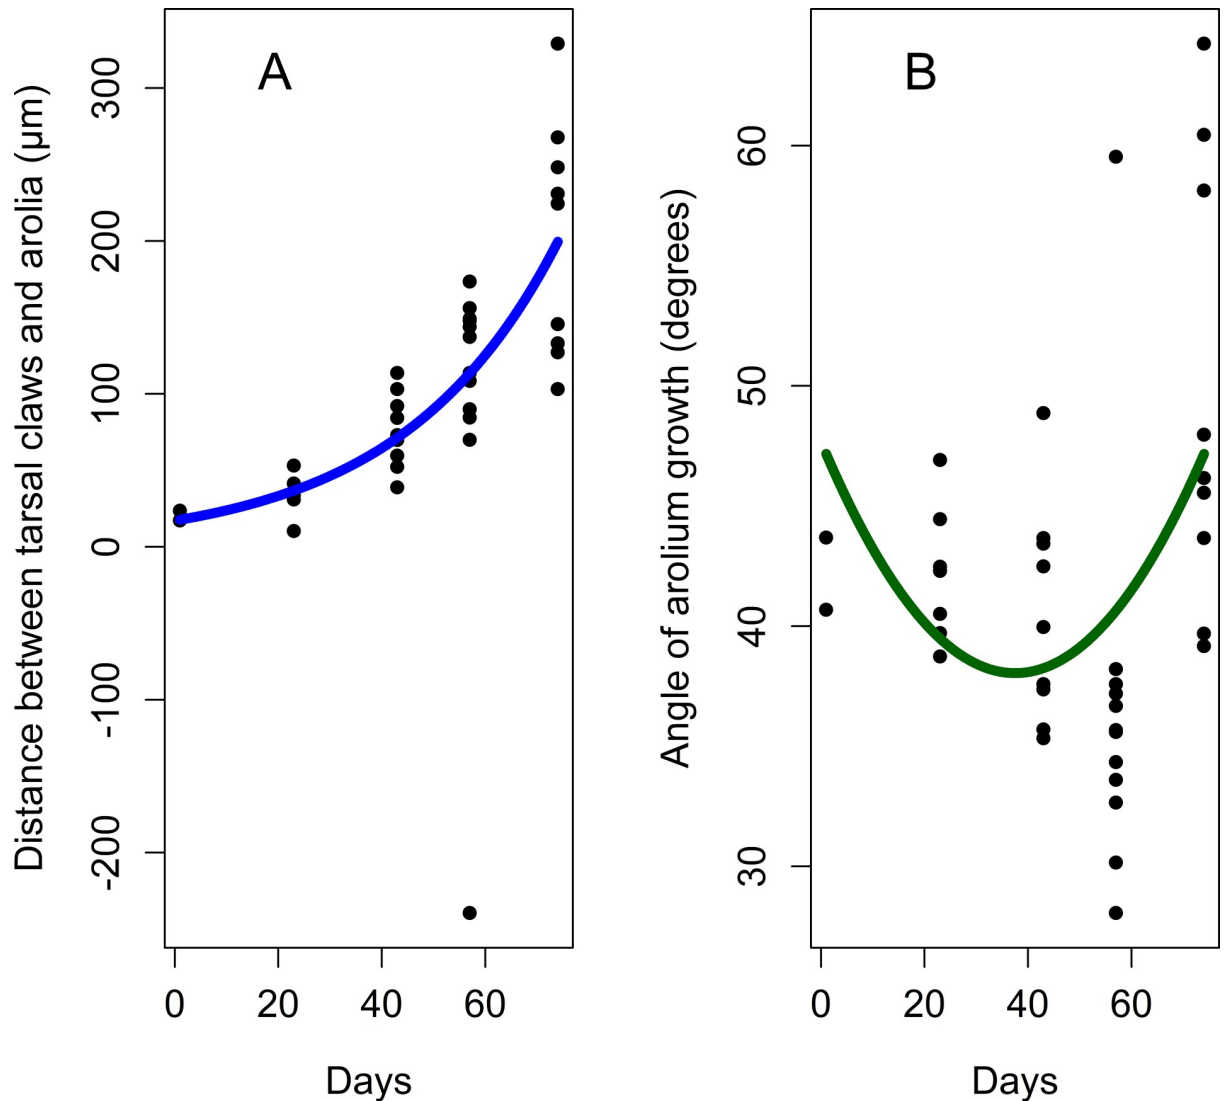 A
Distance between tarsal claws and arolia (μm)
300
200
100
0
-100
-200
0 20 40 60
Days
B
Angle of arolium growth (degrees)
60
50
40
30
0 20 40 60
Days